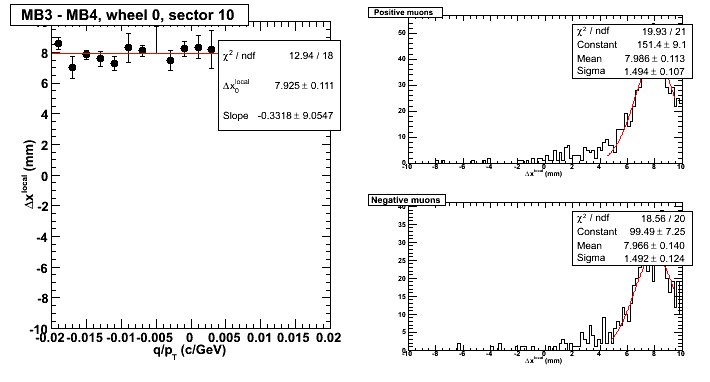 MB3 - MB4, wheel 0, sector 10
χ² / ndf 12.94 / 18
Δx₀^local 7.925 ± 0.111
Slope -0.3318 ± 9.0547
Δx^local (mm)
8
6
4
2
0
-2
-4
-6
-8
-10
-0.02 -0.015 -0.01 -0.005 0 0.005 0.01 0.015 0.02
q/p_T (c/GeV)
Positive muons
χ² / ndf 19.93 / 21
Constant 151.4 ± 9.1
Mean 7.986 ± 0.113
Sigma 1.494 ± 0.107
50
40
30
20
10
0
-10 -8 -6 -4 -2 0 2 4 6 8 10
Δx^local (mm)
Negative muons
χ² / ndf 18.56 / 20
Constant 99.49 ± 7.25
Mean 7.966 ± 0.140
Sigma 1.492 ± 0.124
40
35
30
25
20
15
10
5
0
-10 -8 -6 -4 -2 0 2 4 6 8 10
Δx^local (mm)